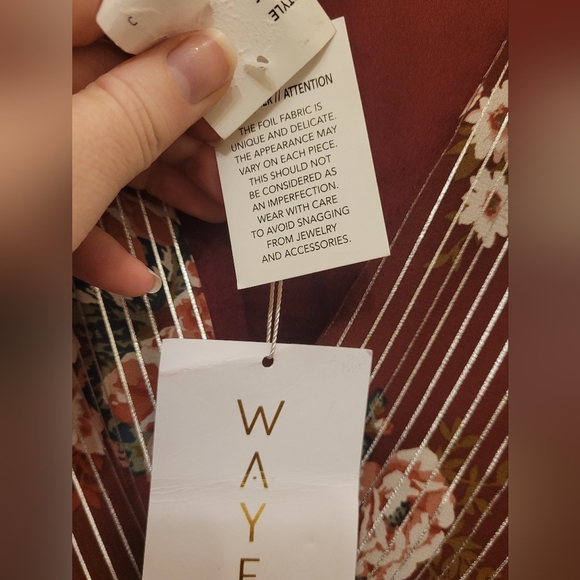 STYLE
// ATTENTION
THE FOIL FABRIC IS
UNIQUE AND DELICATE.
THE APPEARANCE MAY
VARY ON EACH PIECE.
THIS SHOULD NOT
BE CONSIDERED AS
AN IMPERFECTION.
WEAR WITH CARE
TO AVOID SNAGGING
FROM JEWELRY
AND ACCESSORIES.
W
A
Y